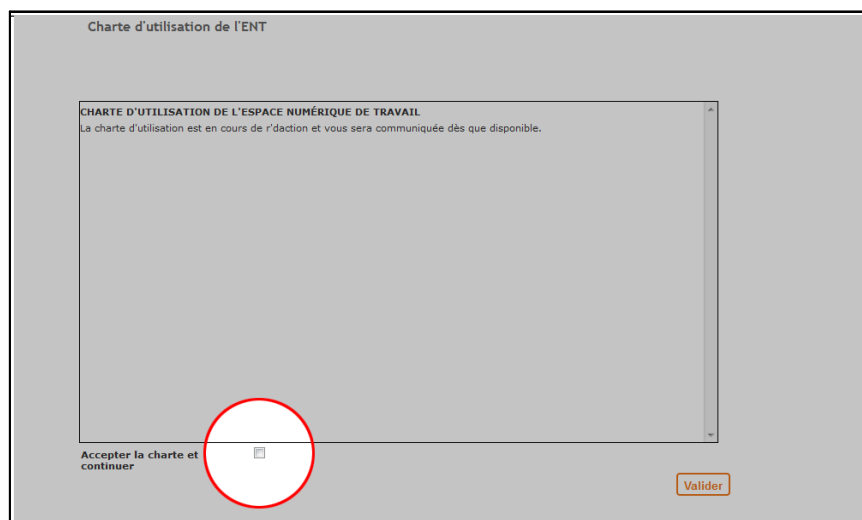 Charte d'utilisation de l'ENT
CHARTE D'UTILISATION DE L'ESPACE NUMÉRIQUE DE TRAVAIL
La charte d'utilisation est en cours de r'daction et vous sera communiquée dès que disponible.
Accepter la charte et
continuer
Valider